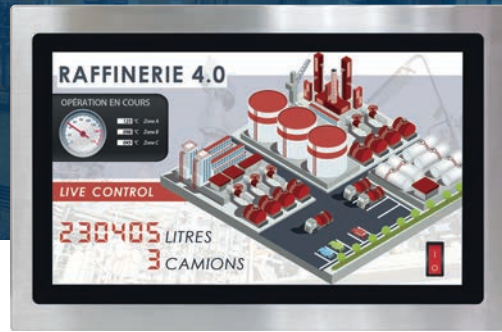 RAFFINERIE 4.0
OPÉRATION EN COURS
°C Zone A
°C Zone B
°C Zone C
LIVE CONTROL
230405 LITRES
3 CAMIONS
I
O